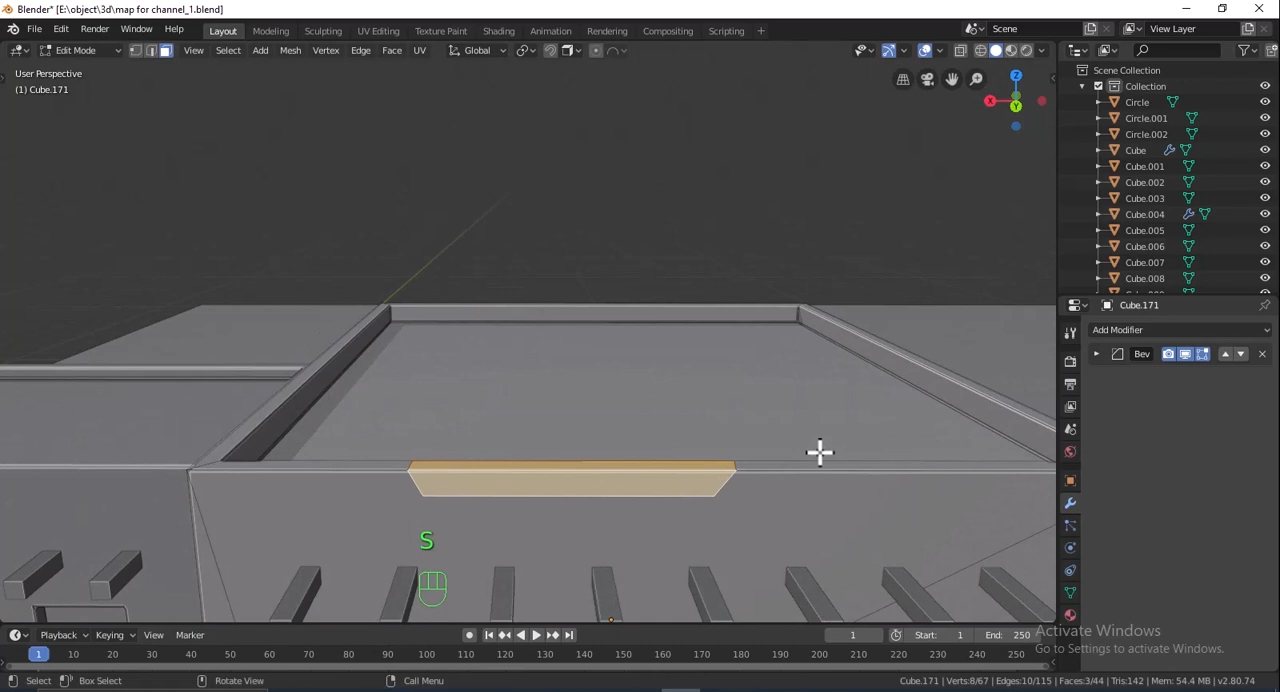 Blender* [E:\object\3d\map for channel_1.blend]
File Edit Render Window Help Layout Modeling Sculpting UV Editing Texture Paint Shading Animation Rendering Compositing Scripting + Scene View Layer
Edit Mode View Select Add Mesh Vertex Edge Face UV Global
User Perspective
(1) Cube.171
Z
X
Y
Scene Collection
Collection
Circle
Circle.001
Circle.002
Cube
Cube.001
Cube.002
Cube.003
Cube.004
Cube.005
Cube.006
Cube.007
Cube.008
Cube.171
Add Modifier
Bev
S
Playback Keying View Marker 1 Start: 1 End: 250
1 10 20 30 40 50 60 70 80 90 100 110 120 130 140 150 160 170 180 190 200 210 220 230 240 250
Activate Windows
Go to Settings to activate Windows.
Select Box Select Rotate View Call Menu Cube.171 | Verts:8/67 | Edges:10/115 | Faces:3/44 | Tris:142 | Mem: 54.4 MB | v2.80.74